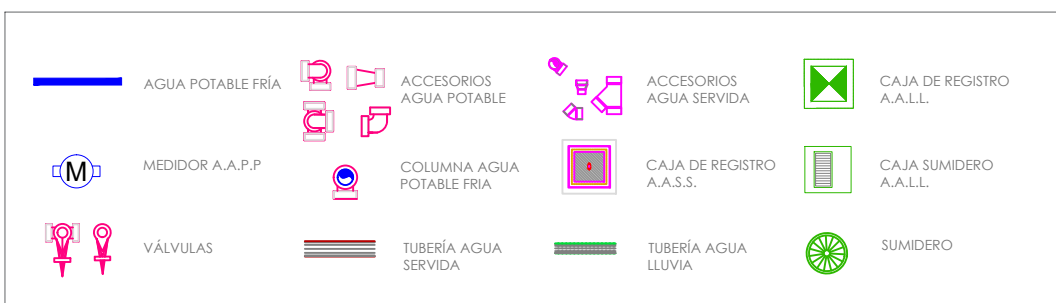 AGUA POTABLE FRÍA
ACCESORIOS
AGUA POTABLE
ACCESORIOS
AGUA SERVIDA
CAJA DE REGISTRO
A.A.L.L.
M
MEDIDOR A.A.P.P
COLUMNA AGUA
POTABLE FRIA
CAJA DE REGISTRO
A.A.S.S.
CAJA SUMIDERO
A.A.L.L.
VÁLVULAS
TUBERÍA AGUA
SERVIDA
TUBERÍA AGUA
LLUVIA
SUMIDERO